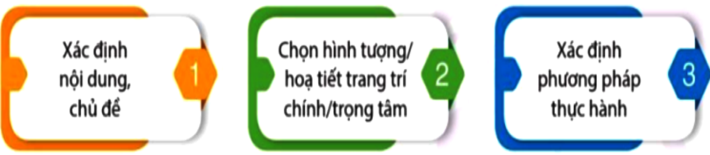 Xác định
nội dung,
chủ đề
1
Chọn hình tượng/
hoạ tiết trang trí
chính/trọng tâm
2
Xác định
phương pháp
thực hành
3